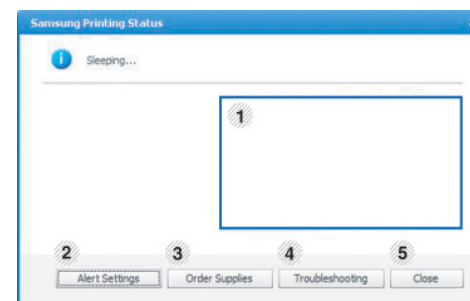 Samsung Printing Status
Sleeping...
1
2 3 4 5
Alert Settings Order Supplies Troubleshooting Close